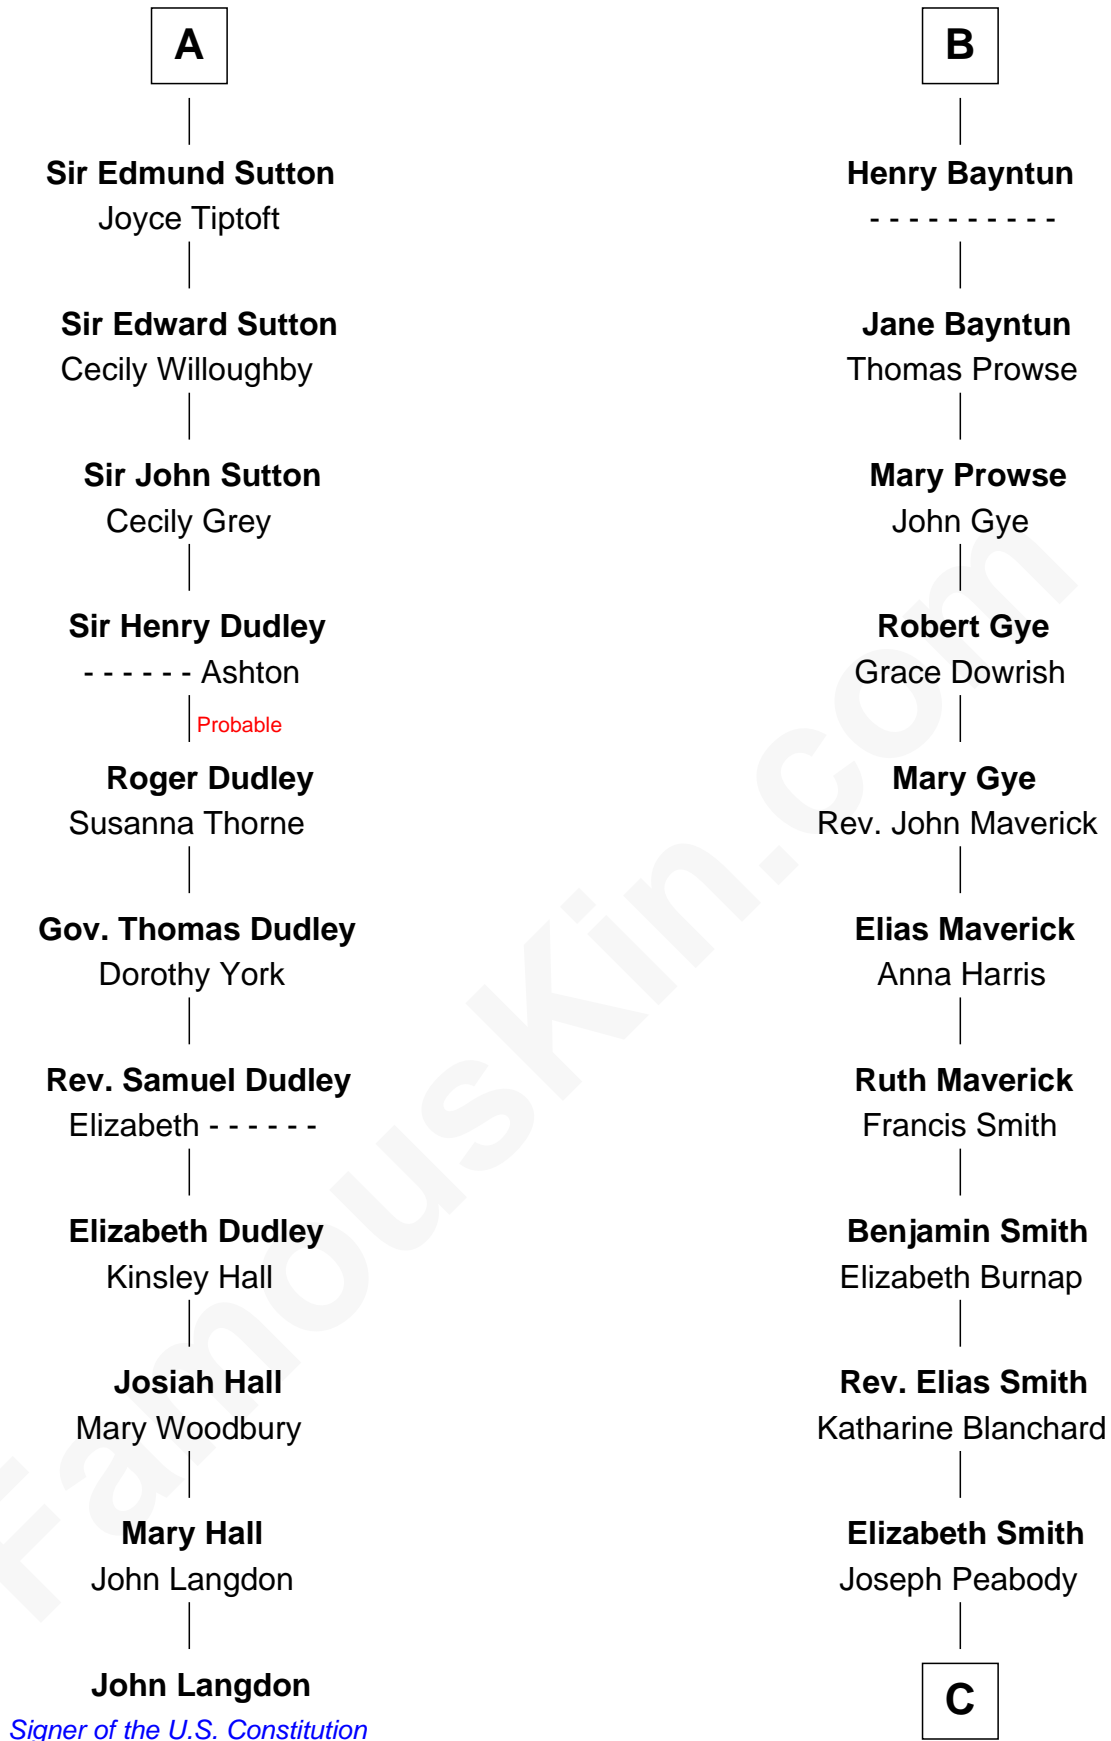 A
Sir Edmund Sutton
Joyce Tiptoft
Sir Edward Sutton
Cecily Willoughby
Sir John Sutton
Cecily Grey
Sir Henry Dudley
- - - - - - Ashton
Probable
Roger Dudley
Susanna Thorne
Gov. Thomas Dudley
Dorothy York
Rev. Samuel Dudley
Elizabeth - - - - - -
Elizabeth Dudley
Kinsley Hall
Josiah Hall
Mary Woodbury
Mary Hall
John Langdon
John Langdon
Signer of the U.S. Constitution
B
Henry Bayntun
- - - - - - - - - -
Jane Bayntun
Thomas Prowse
Mary Prowse
John Gye
Robert Gye
Grace Dowrish
Mary Gye
Rev. John Maverick
Elias Maverick
Anna Harris
Ruth Maverick
Francis Smith
Benjamin Smith
Elizabeth Burnap
Rev. Elias Smith
Katharine Blanchard
Elizabeth Smith
Joseph Peabody
C
FamousKin.com